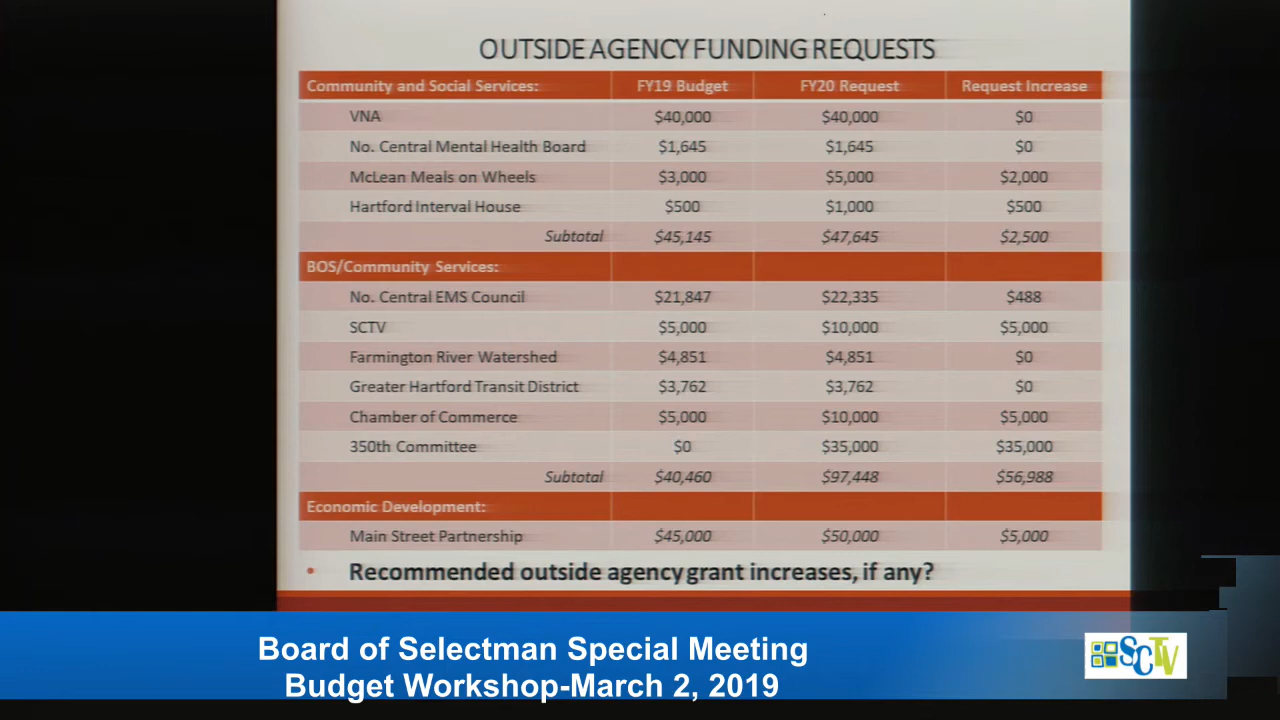 OUTSIDE AGENCY FUNDING REQUESTS
Community and Social Services: FY19 Budget FY20 Request Request Increase
VNA $40,000 $40,000 $0
No. Central Mental Health Board $1,645 $1,645 $0
McLean Meals on Wheels $3,000 $5,000 $2,000
Hartford Interval House $500 $1,000 $500
Subtotal $45,145 $47,645 $2,500
BOS/Community Services:
No. Central EMS Council $21,847 $22,335 $488
SCTV $5,000 $10,000 $5,000
Farmington River Watershed $4,851 $4,851 $0
Greater Hartford Transit District $3,762 $3,762 $0
Chamber of Commerce $5,000 $10,000 $5,000
350th Committee $0 $35,000 $35,000
Subtotal $40,460 $97,448 $56,988
Economic Development:
Main Street Partnership $45,000 $50,000 $5,000
• Recommended outside agency grant increases, if any?
Board of Selectman Special Meeting
Budget Workshop-March 2, 2019
SCTV